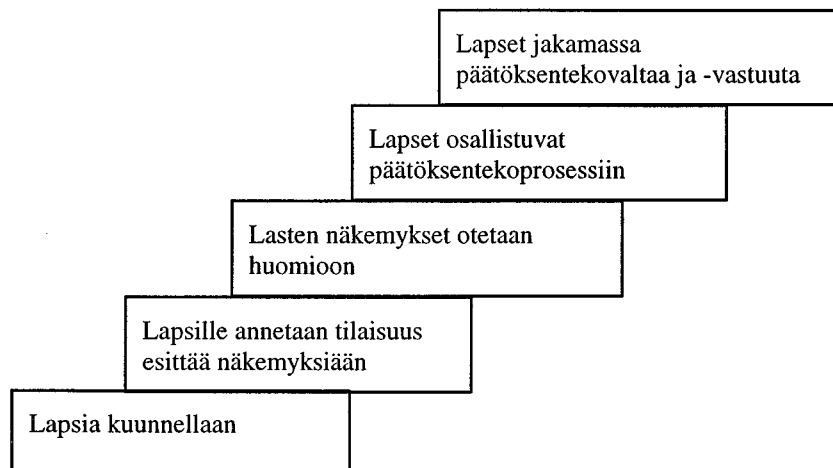 Lapset jakamassa
päätöksentekovaltaa ja -vastuuta
Lapset osallistuvat
päätöksentekoprosessiin
Lasten näkemykset otetaan
huomioon
Lapsille annetaan tilaisuus
esittää näkemyksiään
Lapsia kuunnellaan